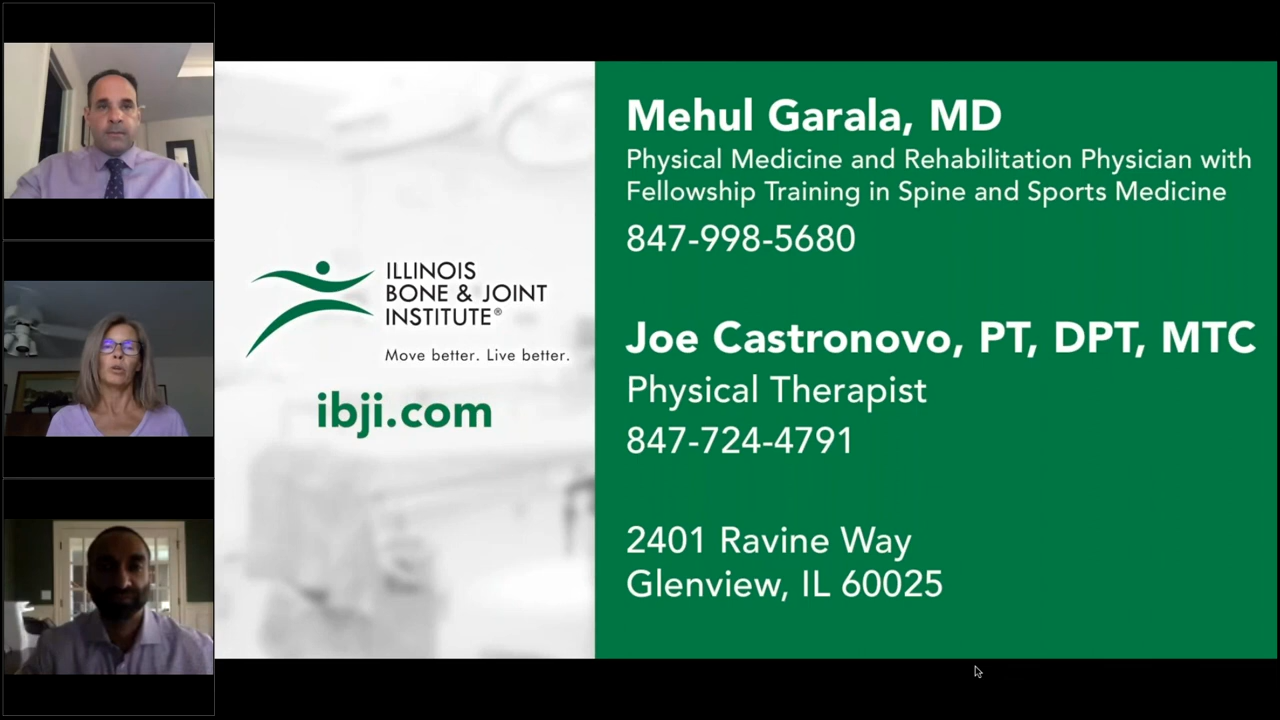 ILLINOIS
BONE & JOINT
INSTITUTE®
Move better. Live better.
ibji.com
Mehul Garala, MD
Physical Medicine and Rehabilitation Physician with
Fellowship Training in Spine and Sports Medicine
847-998-5680
Joe Castronovo, PT, DPT, MTC
Physical Therapist
847-724-4791
2401 Ravine Way
Glenview, IL 60025